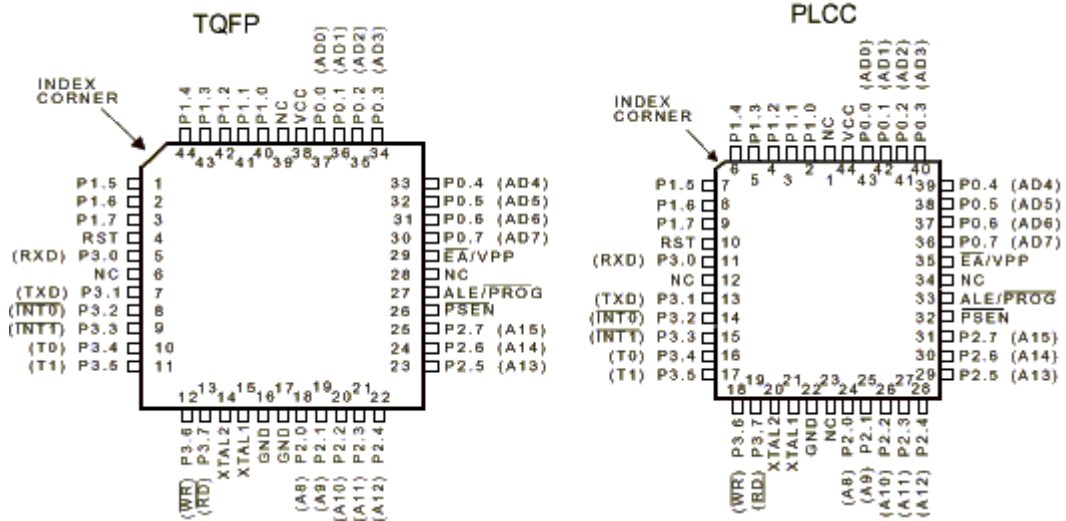 TQFP
INDEX
CORNER
P1.4
P1.3
P1.2
P1.1
P1.0
NC
VCC
P0.0 (AD0)
P0.1 (AD1)
P0.2 (AD2)
P0.3 (AD3)
44 43 42 41 40 39 38 37 36 35 34
P1.5 1
P1.6 2
P1.7 3
RST 4
(RXD) P3.0 5
NC 6
(TXD) P3.1 7
(INT0) P3.2 8
(INT1) P3.3 9
(T0) P3.4 10
(T1) P3.5 11
33 P0.4 (AD4)
32 P0.5 (AD5)
31 P0.6 (AD6)
30 P0.7 (AD7)
29 EA/VPP
28 NC
27 ALE/PROG
26 PSEN
25 P2.7 (A15)
24 P2.6 (A14)
23 P2.5 (A13)
12 13 14 15 16 17 18 19 20 21 22
(WR) P3.6
(RD) P3.7
XTAL2
XTAL1
GND
GND
(A8) P2.0
(A9) P2.1
(A10) P2.2
(A11) P2.3
(A12) P2.4
PLCC
INDEX
CORNER
P1.4
P1.3
P1.2
P1.1
P1.0
NC
VCC
P0.0 (AD0)
P0.1 (AD1)
P0.2 (AD2)
P0.3 (AD3)
6 5 4 3 2 1 44 43 42 41 40
P1.5 7
P1.6 8
P1.7 9
RST 10
(RXD) P3.0 11
NC 12
(TXD) P3.1 13
(INT0) P3.2 14
(INT1) P3.3 15
(T0) P3.4 16
(T1) P3.5 17
39 P0.4 (AD4)
38 P0.5 (AD5)
37 P0.6 (AD6)
36 P0.7 (AD7)
35 EA/VPP
34 NC
33 ALE/PROG
32 PSEN
31 P2.7 (A15)
30 P2.6 (A14)
29 P2.5 (A13)
18 19 20 21 22 23 24 25 26 27 28
(WR) P3.6
(RD) P3.7
XTAL2
XTAL1
GND
NC
(A8) P2.0
(A9) P2.1
(A10) P2.2
(A11) P2.3
(A12) P2.4